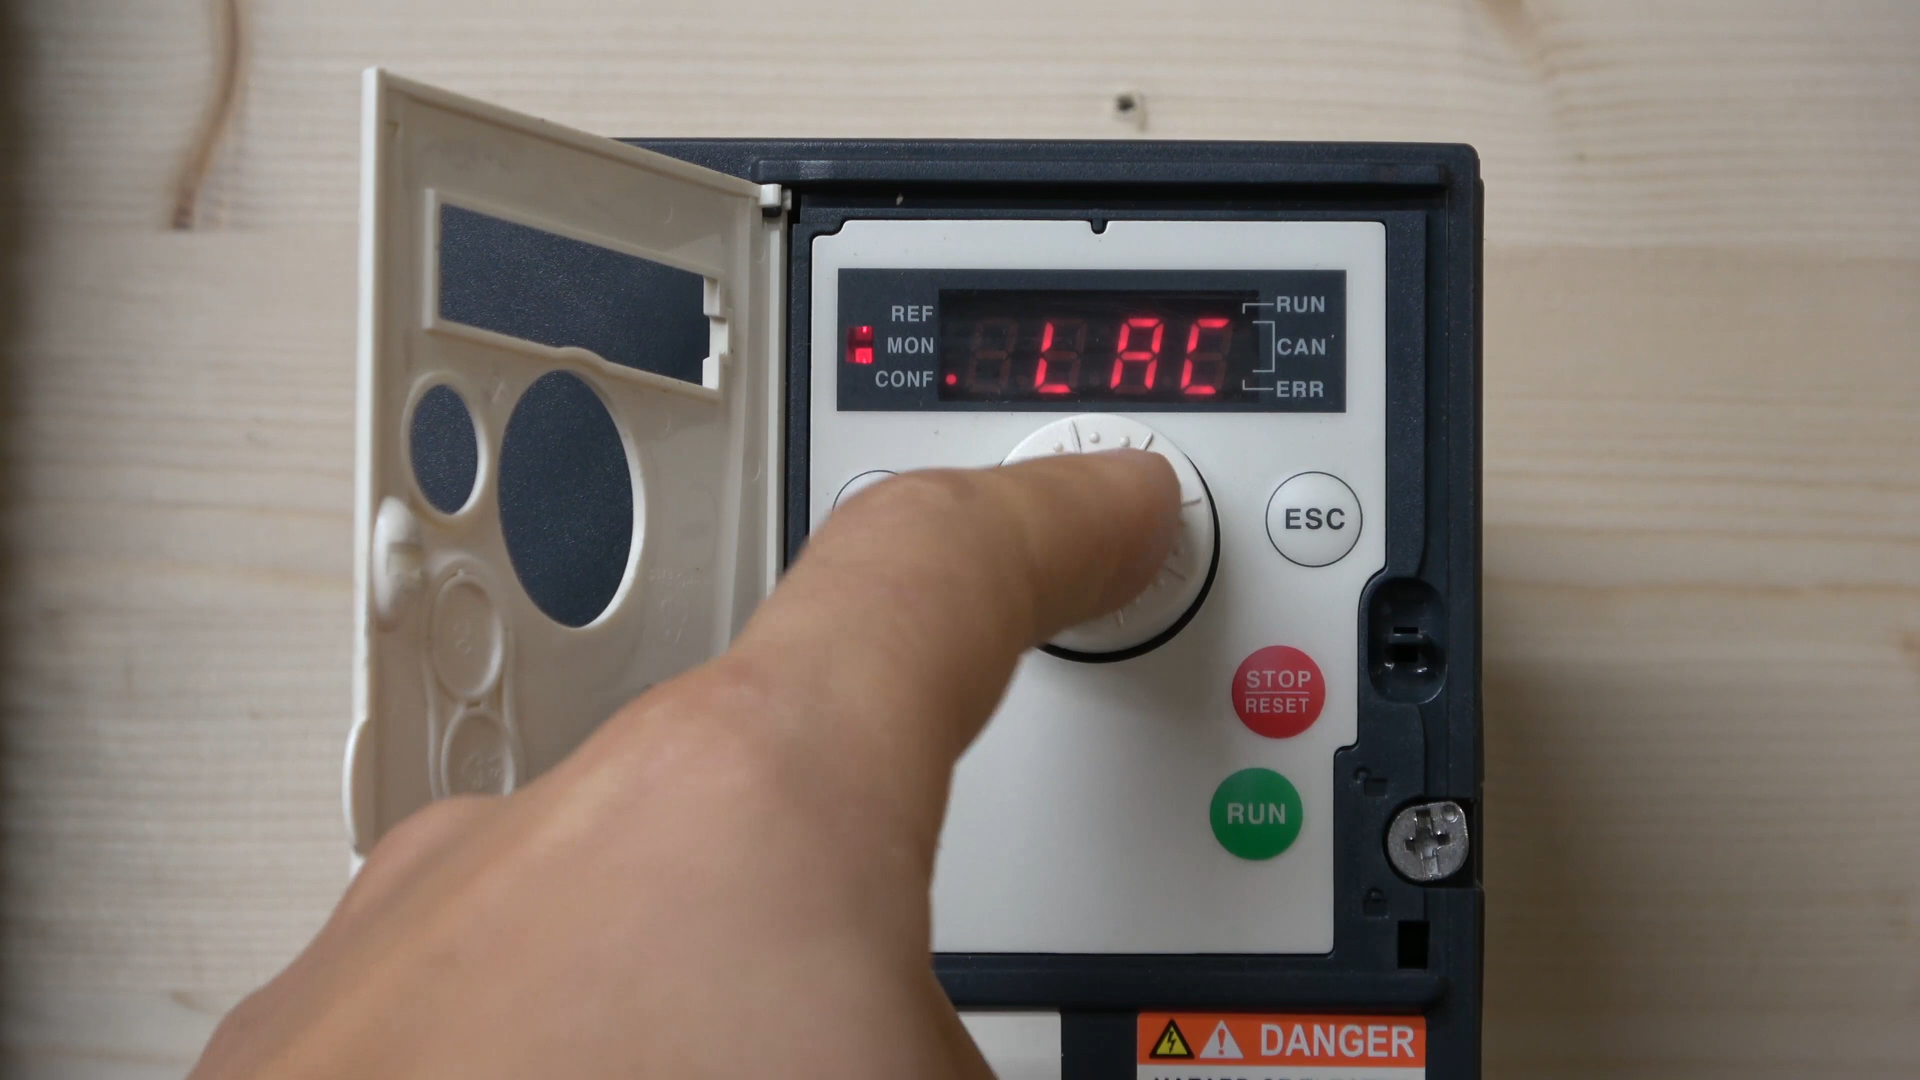 REF
MON
CONF
LAC
RUN
CAN
ERR
ESC
STOP
RESET
RUN
DANGER